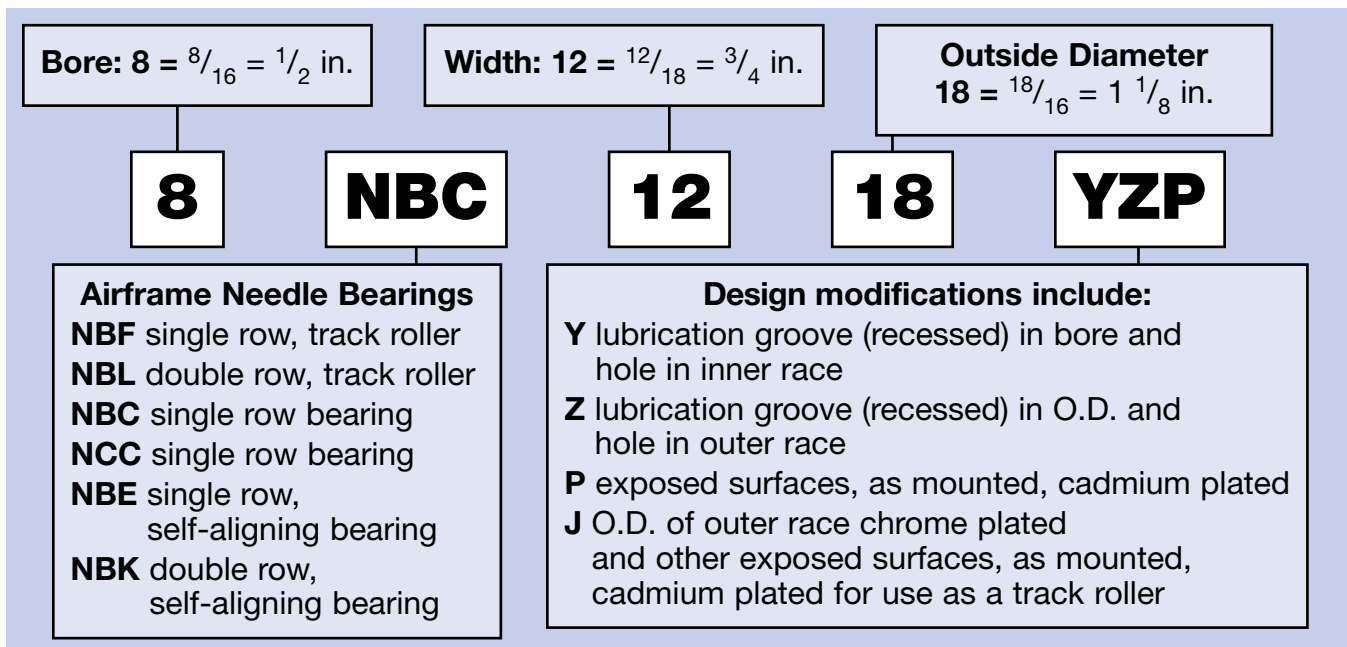 Bore: 8 = 8/16 = 1/2 in.
Width: 12 = 12/18 = 3/4 in.
Outside Diameter
18 = 18/16 = 1 1/8 in.
8 NBC 12 18 YZP
Airframe Needle Bearings
NBF single row, track roller
NBL double row, track roller
NBC single row bearing
NCC single row bearing
NBE single row,
self-aligning bearing
NBK double row,
self-aligning bearing
Design modifications include:
Y lubrication groove (recessed) in bore and
hole in inner race
Z lubrication groove (recessed) in O.D. and
hole in outer race
P exposed surfaces, as mounted, cadmium plated
J O.D. of outer race chrome plated
and other exposed surfaces, as mounted,
cadmium plated for use as a track roller